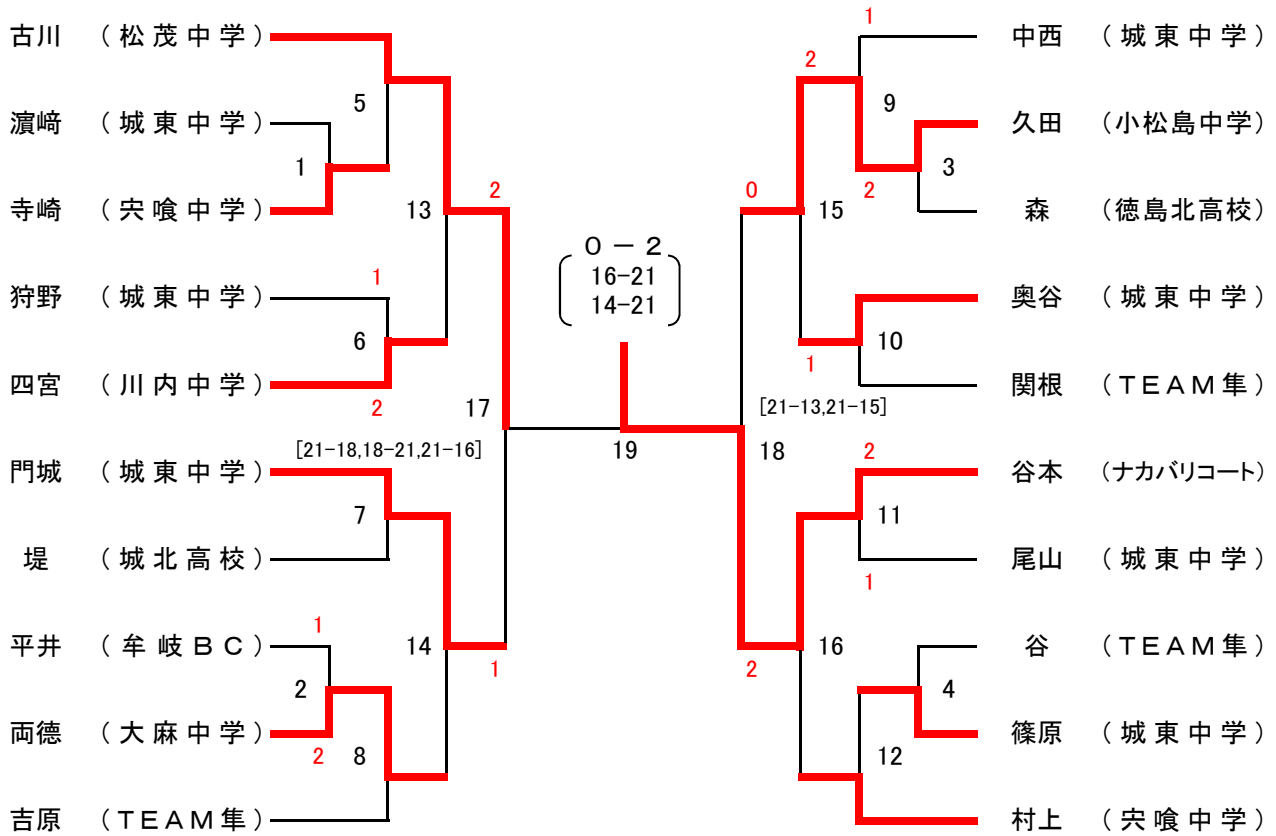 古川 （松茂中学）
濵﨑 （城東中学）
寺崎 （宍喰中学）
狩野 （城東中学）
四宮 （川内中学）
門城 （城東中学）
堤 （城北高校）
平井 （牟岐ＢＣ）
両德 （大麻中学）
吉原 （ＴＥＡＭ隼）
5
1
13
2
1
6
2
17
[21-18,18-21,21-16]
7
14
1
1
2
2
8
０－２
16-21
14-21
19
1
2
9
3
0
15
2
10
1
[21-13,21-15]
18
2
11
1
16
2
4
12
中西 （城東中学）
久田 （小松島中学）
森 （徳島北高校）
奥谷 （城東中学）
関根 （ＴＥＡＭ隼）
谷本 （ナカバリコート）
尾山 （城東中学）
谷 （ＴＥＡＭ隼）
篠原 （城東中学）
村上 （宍喰中学）